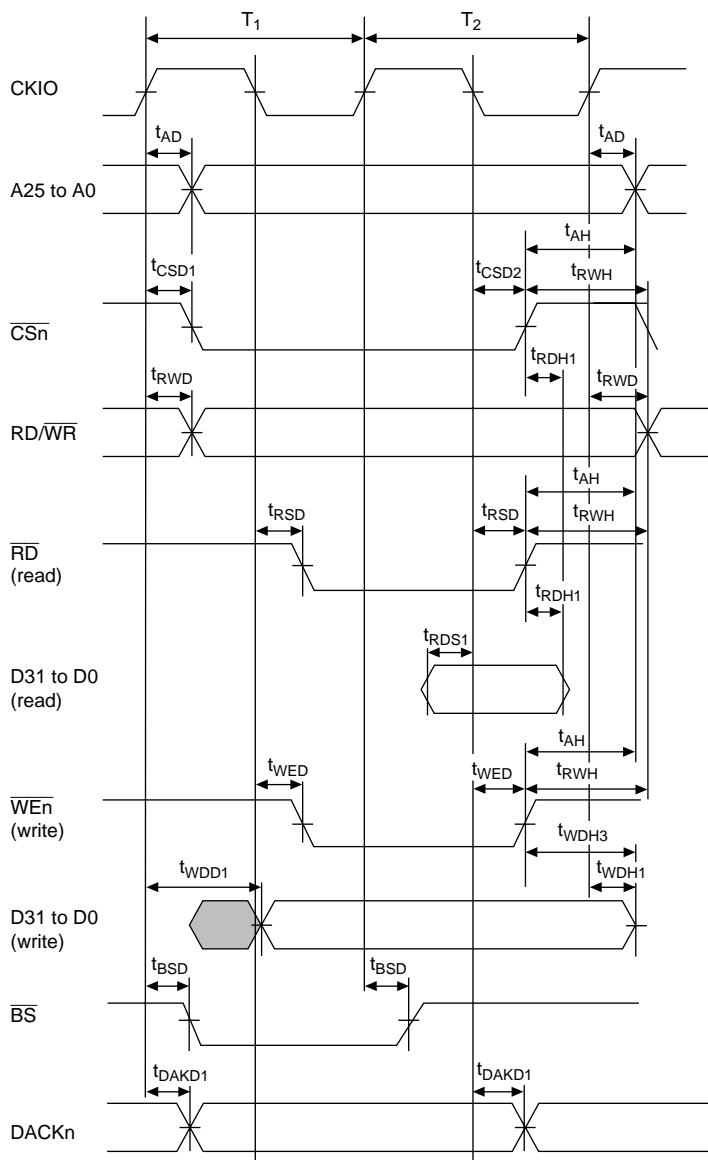 T1 T2
CKIO
tAD tAD
A25 to A0
tAH
tCSD1 tCSD2 tRWH
CSn
tRDH1
tRWD tRWD
RD/WR
tAH
tRSD tRSD tRWH
RD
(read)
tRDH1
tRDS1
D31 to D0
(read)
tAH
tWED tWED tRWH
WEn
(write)
tWDH3
tWDD1 tWDH1
D31 to D0
(write)
tBSD tBSD
BS
tDAKD1 tDAKD1
DACKn